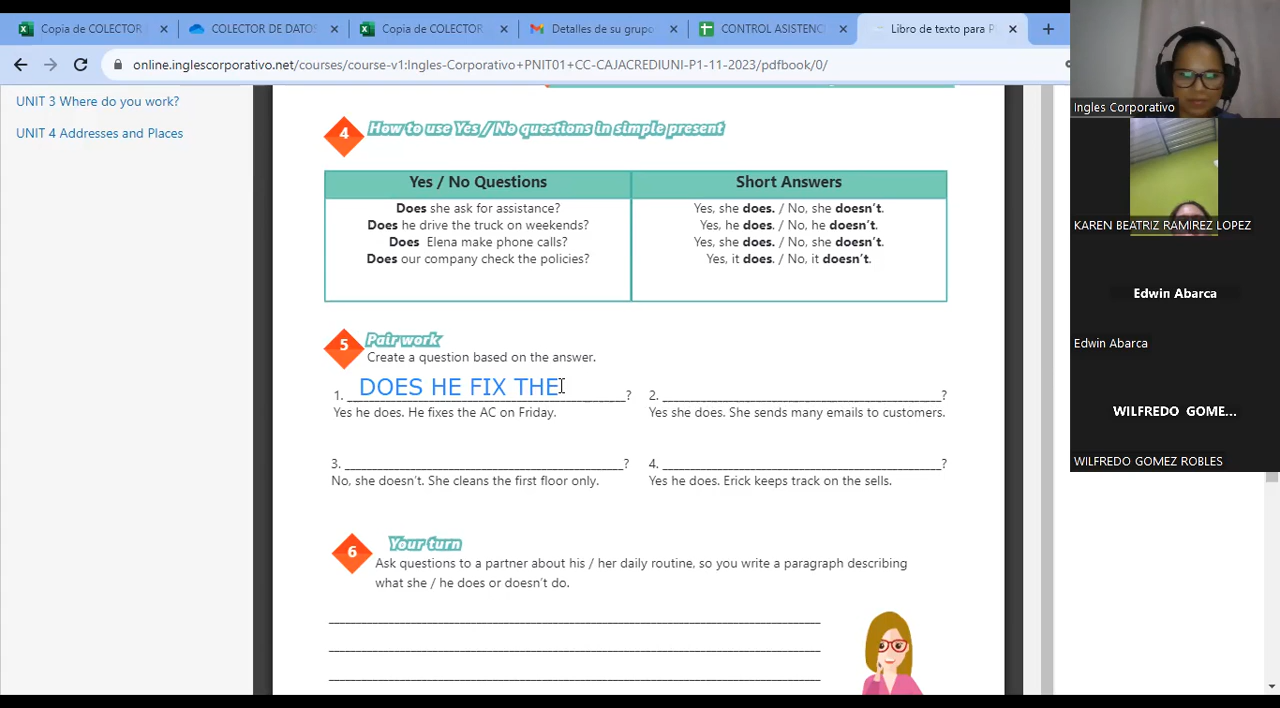 Copia de COLECTOR
COLECTOR DE DATOS
Copia de COLECTOR
Detalles de su grupo
CONTROL ASISTENC
Libro de texto para P
online.inglescorporativo.net/courses/course-v1:Ingles-Corporativo+PNIT01+CC-CAJACREDIUNI-P1-11-2023/pdfbook/0/
UNIT 3 Where do you work?
UNIT 4 Addresses and Places
4 How to use Yes / No questions in simple present
Yes / No Questions
Does she ask for assistance?
Does he drive the truck on weekends?
Does Elena make phone calls?
Does our company check the policies?
Short Answers
Yes, she does. / No, she doesn't.
Yes, he does. / No, he doesn't.
Yes, she does. / No, she doesn't.
Yes, it does. / No, it doesn't.
5 Pair work
Create a question based on the answer.
1. DOES HE FIX THE ?
Yes he does. He fixes the AC on Friday.
2. ?
Yes she does. She sends many emails to customers.
3. ?
No, she doesn't. She cleans the first floor only.
4. ?
Yes he does. Erick keeps track on the sells.
6 Your turn
Ask questions to a partner about his / her daily routine, so you write a paragraph describing
what she / he does or doesn't do.
Ingles Corporativo
KAREN BEATRIZ RAMIREZ LOPEZ
Edwin Abarca
Edwin Abarca
WILFREDO GOME...
WILFREDO GOMEZ ROBLES